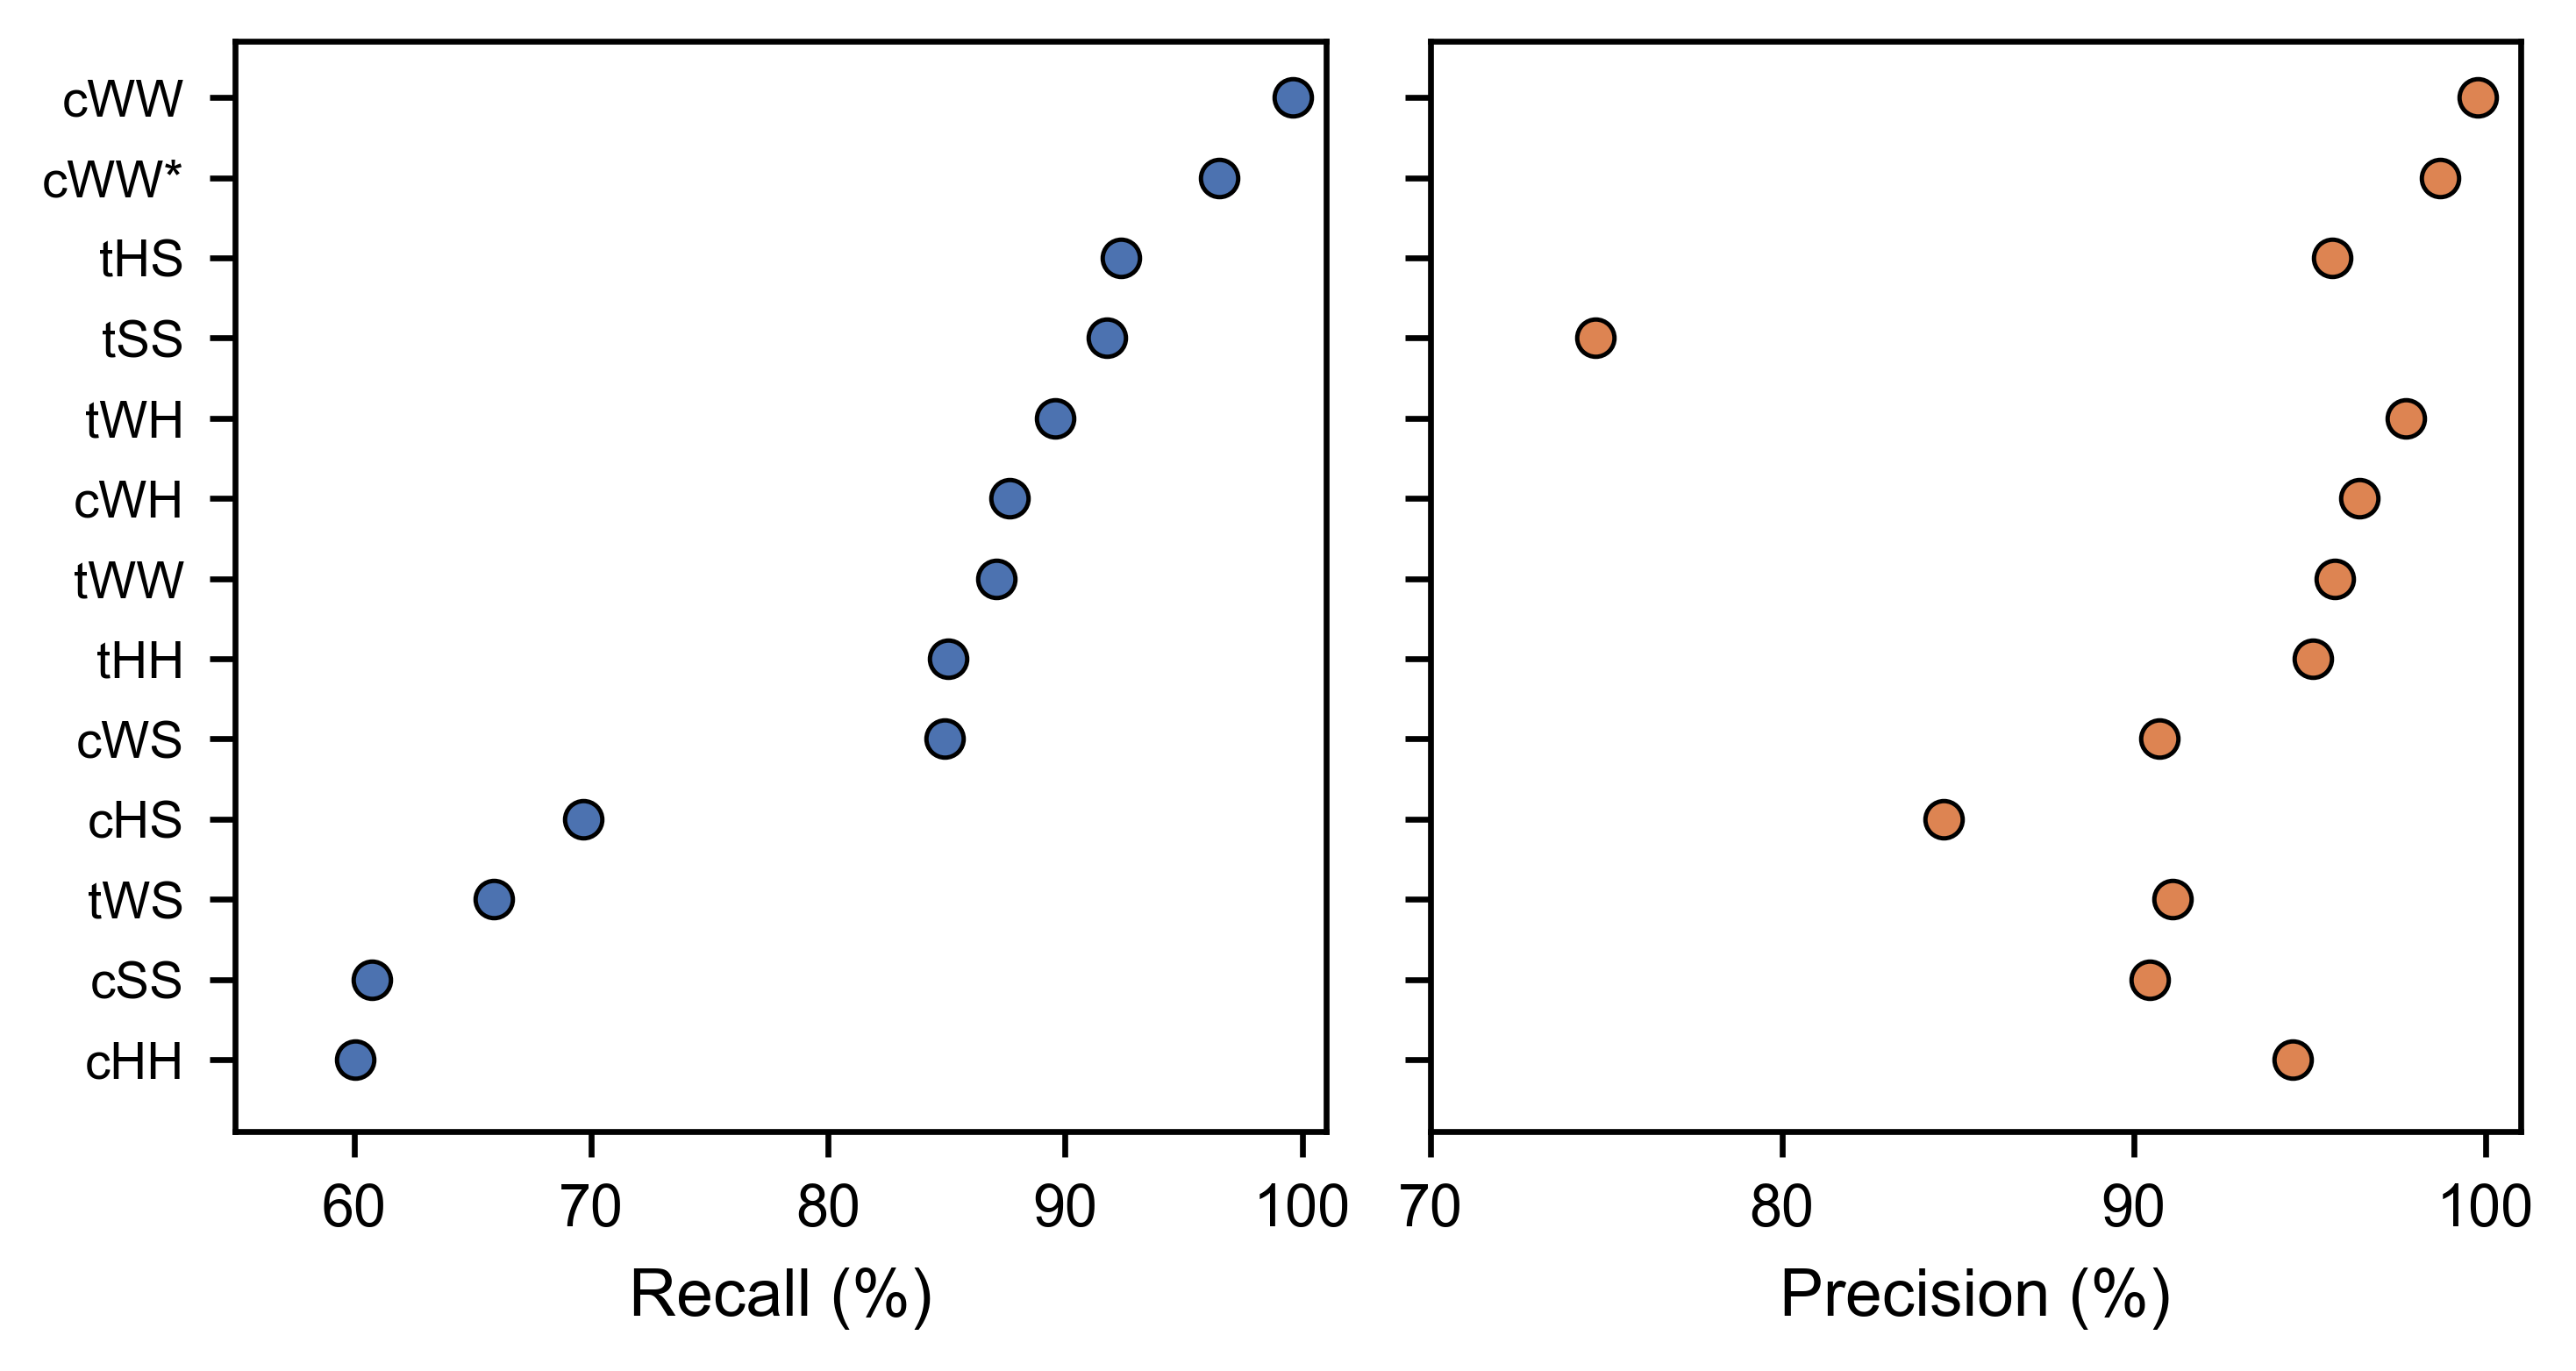 cWW
cWW*
tHS
tSS
tWH
cWH
tWW
tHH
cWS
cHS
tWS
cSS
cHH
60 70 80 90 100 70 80 90 100
Recall (%) Precision (%)